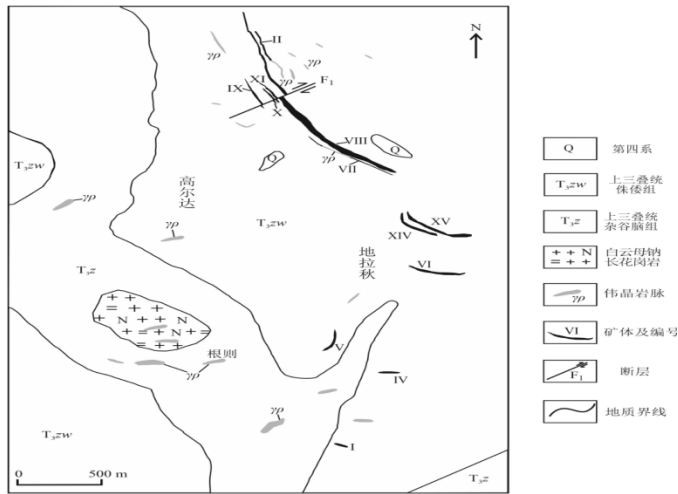 N
II
γρ
γρ
XI
γρ
F₁
IX
X
VIII
Q
γρ
VII
Q
T₃zw
高尔达
γρ
T₃zw
XV
XIV
γρ
地拉秋
VI
T₃z
+ + N
= + +
N + N
= + + =
根则
V
γρ
IV
γρ
T₃zw
I
0 500 m
T₃z
Q 第四系
T₃zw 上三叠统
侏倭组
T₃z 上三叠统
杂谷脑组
+ + N 白云母钠
= + + 长花岗岩
γρ 伟晶岩脉
VI 矿体及编号
F₁ 断层
地质界线